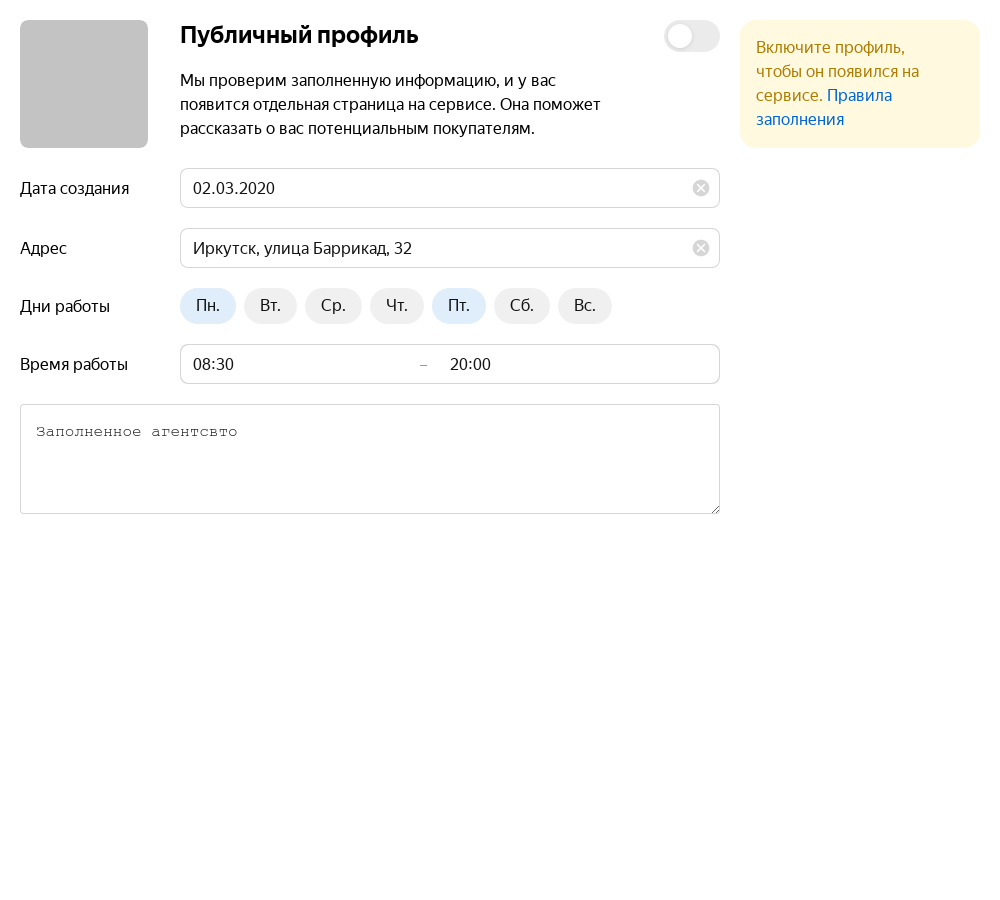 Публичный профиль
Мы проверим заполненную информацию, и у вас
появится отдельная страница на сервисе. Она поможет
рассказать о вас потенциальным покупателям.
Включите профиль,
чтобы он появился на
сервисе. Правила
заполнения
Дата создания 02.03.2020
Адрес Иркутск, улица Баррикад, 32
Дни работы Пн. Вт. Ср. Чт. Пт. Сб. Вс.
Время работы 08:30 – 20:00
Заполненное агентсвто